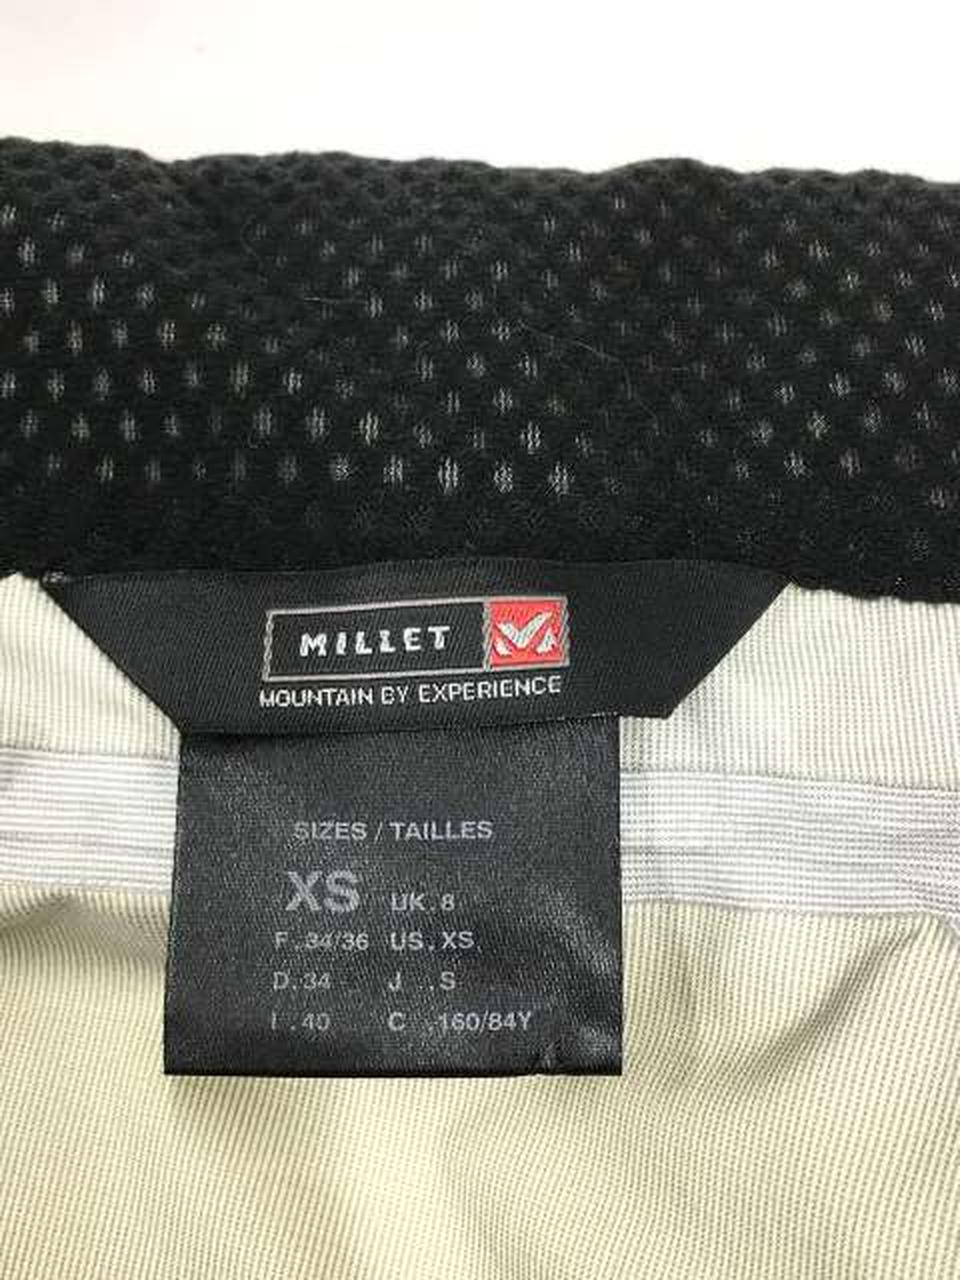 MILLET
MOUNTAIN BY EXPERIENCE
SIZES / TAILLES
XS UK. 8
F. 34/36 US. XS
D. 34 J . . S
I . 40 C . 160/84Y